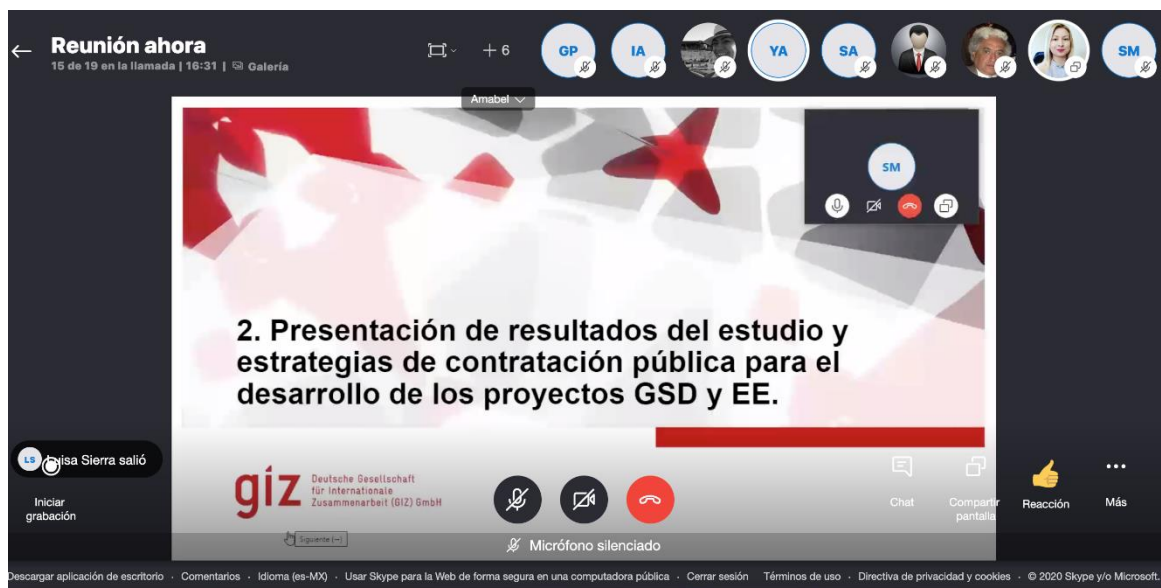 Reunión ahora
15 de 19 en la llamada | 16:31 | Galería
+ 6
GP
IA
YA
SA
SM
Amabel
SM
2. Presentación de resultados del estudio y
estrategias de contratación pública para el
desarrollo de los proyectos GSD y EE.
LS Luisa Sierra salió
Iniciar
grabación
giz
Deutsche Gesellschaft
für Internationale
Zusammenarbeit (GIZ) GmbH
Siguiente (→)
Chat
Compartir
pantalla
Reacción
Más
Micrófono silenciado
Descargar aplicación de escritorio · Comentarios · Idioma (es-MX) · Usar Skype para la Web de forma segura en una computadora pública · Cerrar sesión Términos de uso · Directiva de privacidad y cookies · © 2020 Skype y/o Microsoft